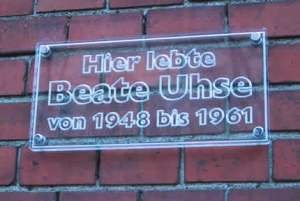 Hier lebte
Beate Uhse
von 1948 bis 1961